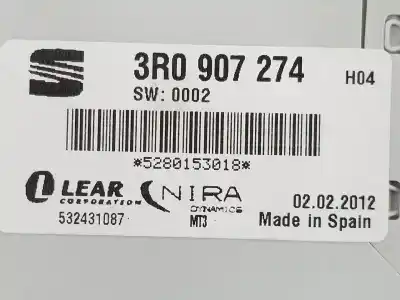 3R0 907 274 H04
SW: 0002
*5280153018*
LEAR
CORPORATION
NIRA
DYNAMICS
02.02.2012
532431087
MT3
Made in Spain